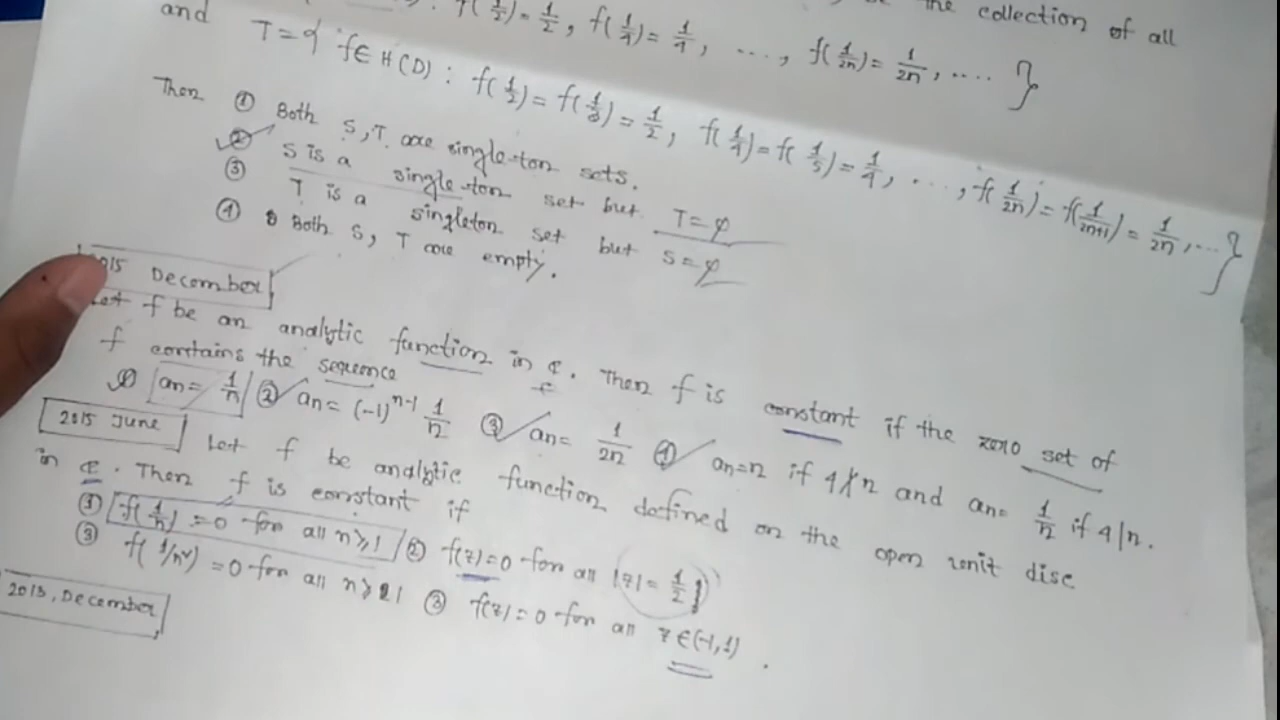 the collection of all
f(1/2)=1/2, f(1/4)=1/4, ..., f(1/2n)=1/2n, .... }
and T={ f∈H(D): f(1/2)=f(1/3)=1/2, f(1/4)=f(1/5)=1/4, ..., f(1/2n)=f(1/2n+1)=1/2n, ... }
Then ① Both S,T are single-ton sets.
② S is a single-ton set but T=φ
③ T is a singleton set but S=φ
④ Both S, T are empty.
2015 December
Let f be an analytic function in ℂ. Then f is constant if the zero set of
f contains the sequence
① an=1/n ② an=(-1)^(n-1) 1/n ③ an=1/2n ④ an=n if 4∤n and an=1/n if 4|n.
2015 June Let f be analytic function defined on the open unit disc
in ℂ. Then f is constant if
① f(1/n)=0 for all n≥1 ② f(z)=0 for all |z|=1/2
③ f(1/n²)=0 for all n≥1 ③ f(z)=0 for all z∈(-1,1).
2013, December